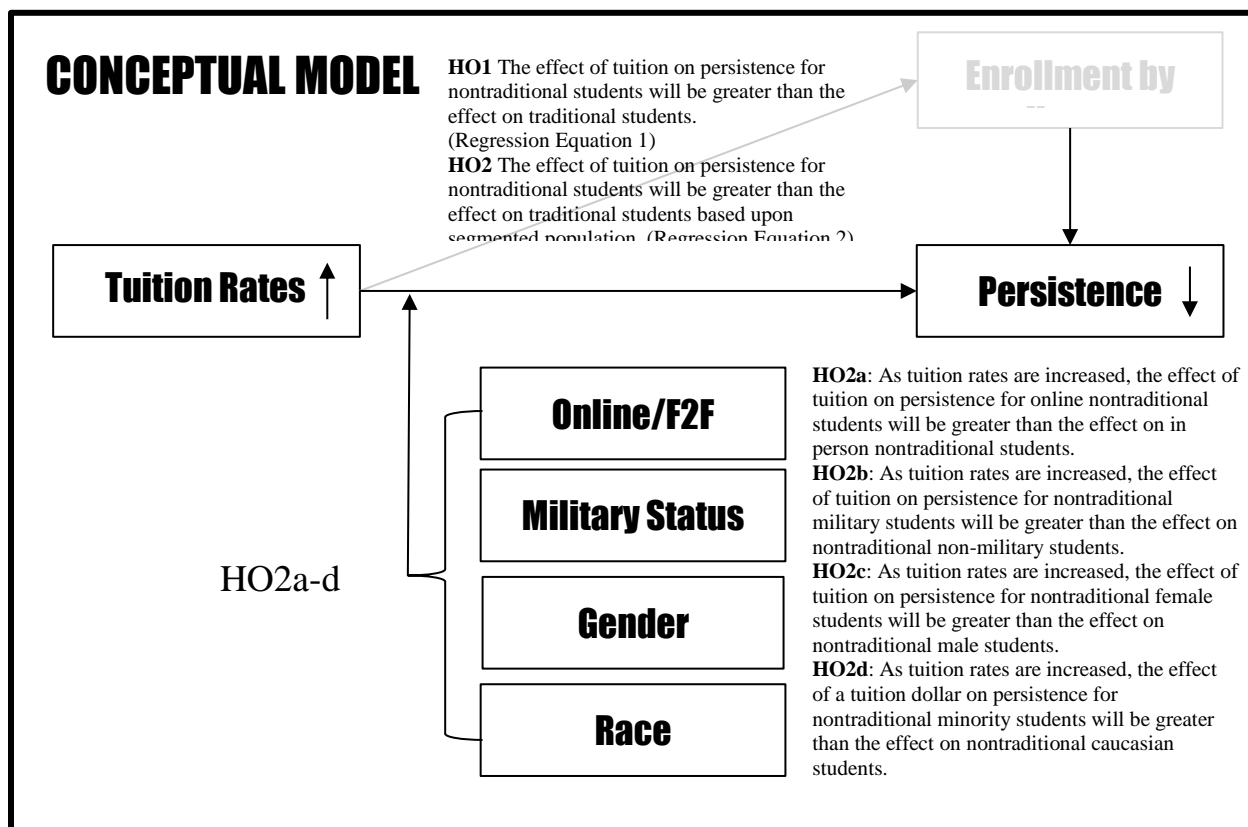 CONCEPTUAL MODEL
HO1 The effect of tuition on persistence for
nontraditional students will be greater than the
effect on traditional students.
(Regression Equation 1)
HO2 The effect of tuition on persistence for
nontraditional students will be greater than the
effect on traditional students based upon
segmented population. (Regression Equation 2)
Enrollment by
Tuition Rates
Persistence
Online/F2F
Military Status
Gender
Race
HO2a-d
HO2a: As tuition rates are increased, the effect of
tuition on persistence for online nontraditional
students will be greater than the effect on in
person nontraditional students.
HO2b: As tuition rates are increased, the effect
of tuition on persistence for nontraditional
military students will be greater than the effect on
nontraditional non-military students.
HO2c: As tuition rates are increased, the effect of
tuition on persistence for nontraditional female
students will be greater than the effect on
nontraditional male students.
HO2d: As tuition rates are increased, the effect
of a tuition dollar on persistence for
nontraditional minority students will be greater
than the effect on nontraditional caucasian
students.